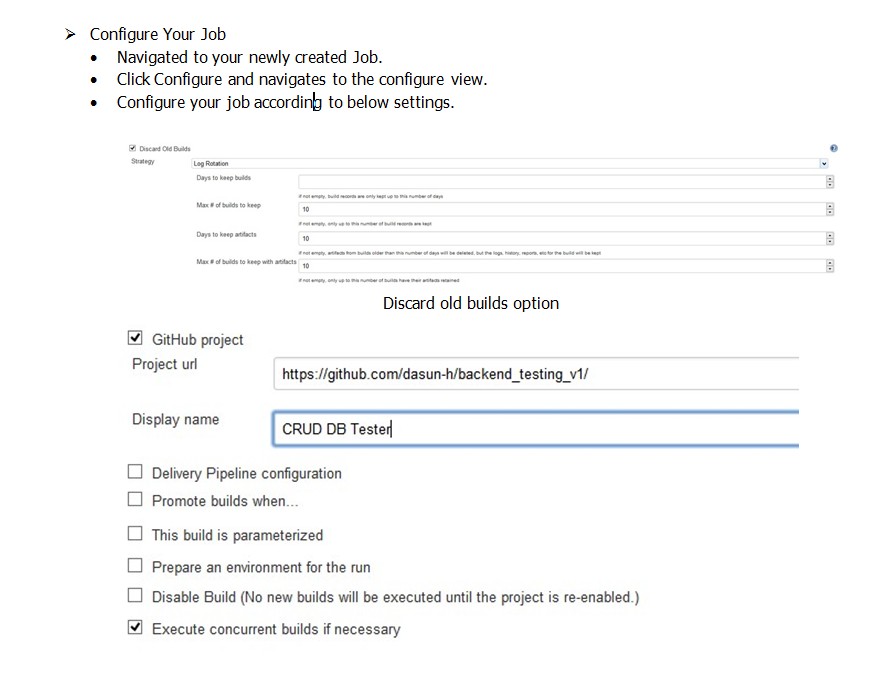 Configure Your Job
Navigated to your newly created Job.
Click Configure and navigates to the configure view.
Configure your job according to below settings.
Discard Old Builds
Strategy
Log Rotation
Days to keep builds
if not empty, build records are only kept up to this number of days
Max # of builds to keep
10
if not empty, only up to this number of build records are kept
Days to keep artifacts
10
if not empty, artifacts from builds older than this number of days will be deleted, but the logs, history, reports, etc for the build will be kept
Max # of builds to keep with artifacts
10
if not empty, only up to this number of builds have their artifacts retained
Discard old builds option
GitHub project
Project url
https://github.com/dasun-h/backend_testing_v1/
Display name
CRUD DB Tester
Delivery Pipeline configuration
Promote builds when...
This build is parameterized
Prepare an environment for the run
Disable Build (No new builds will be executed until the project is re-enabled.)
Execute concurrent builds if necessary